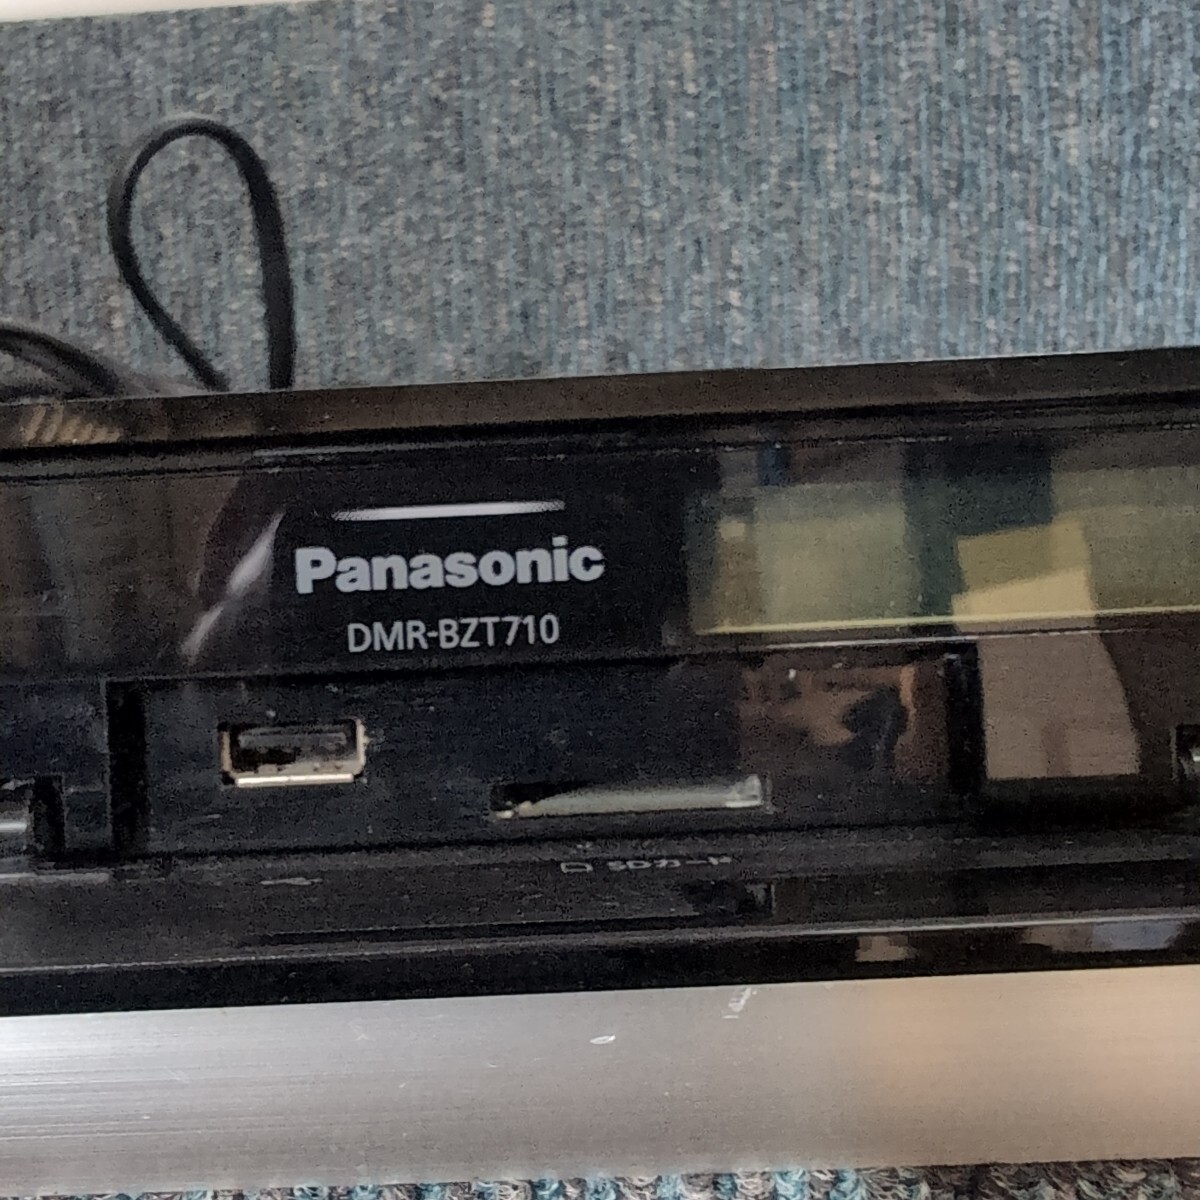 Panasonic
DMR-BZT710
SDカード